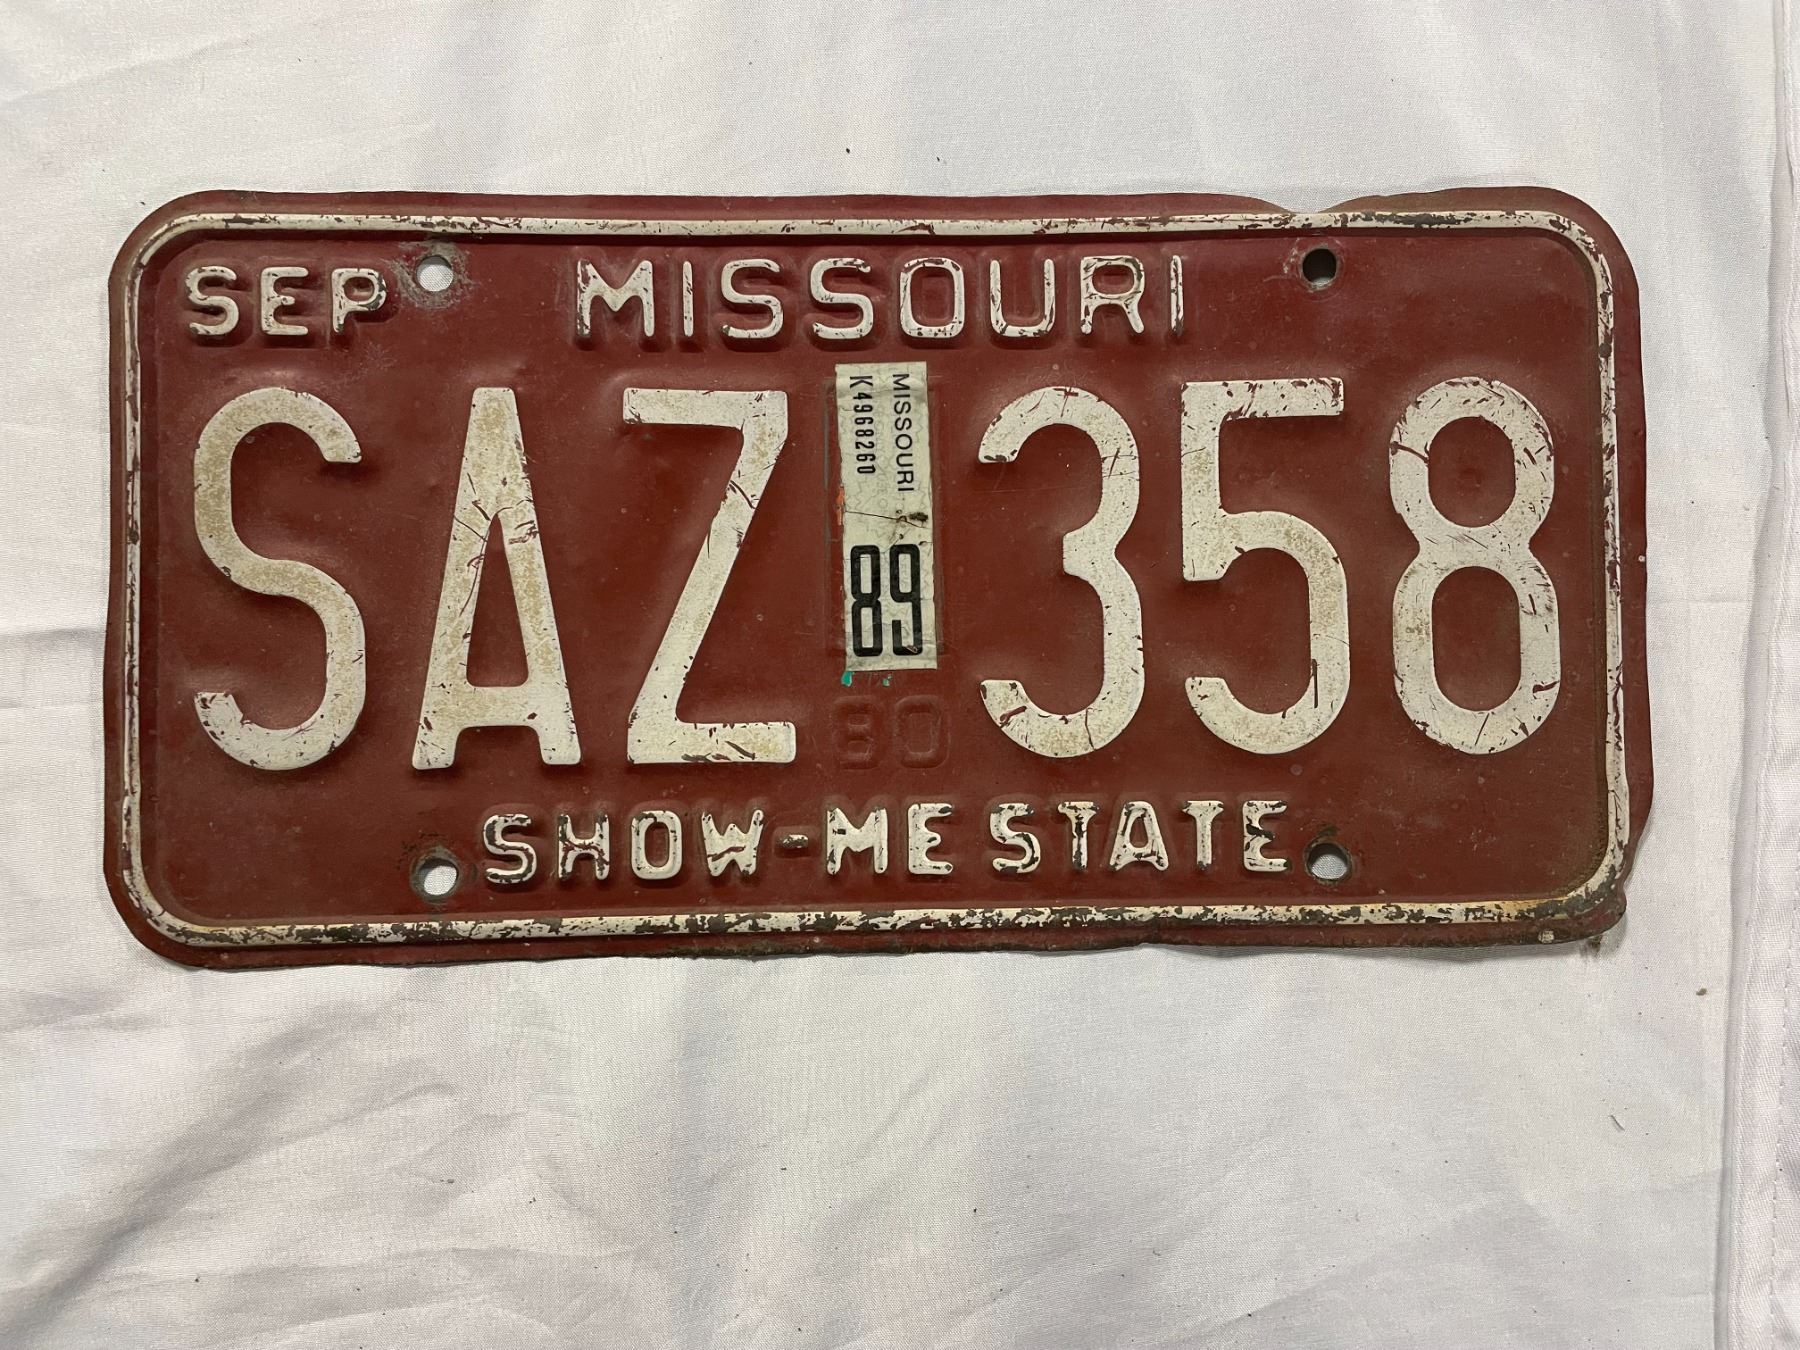 SEP MISSOURI
SAZ 358
MISSOURI
K4968260
89
80
SHOW-ME STATE